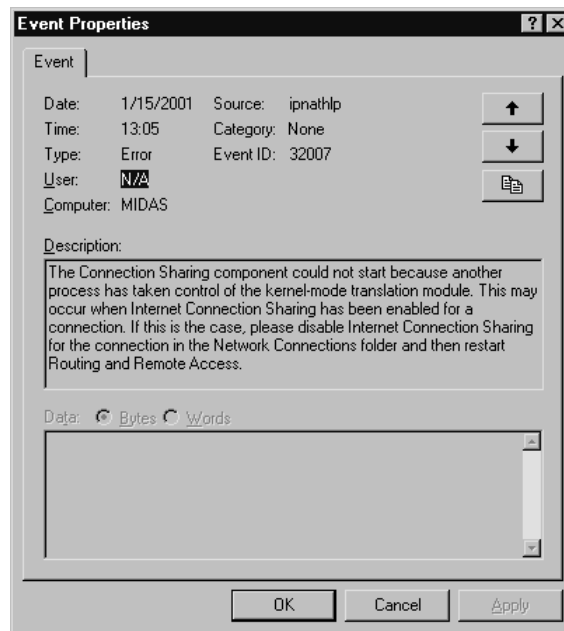 Event Properties
Event
Date: 1/15/2001 Source: ipnathlp
Time: 13:05 Category: None
Type: Error Event ID: 32007
User: N/A
Computer: MIDAS
Description:
The Connection Sharing component could not start because another
process has taken control of the kernel-mode translation module. This may
occur when Internet Connection Sharing has been enabled for a
connection. If this is the case, please disable Internet Connection Sharing
for the connection in the Network Connections folder and then restart
Routing and Remote Access.
Data: Bytes Words
OK Cancel Apply